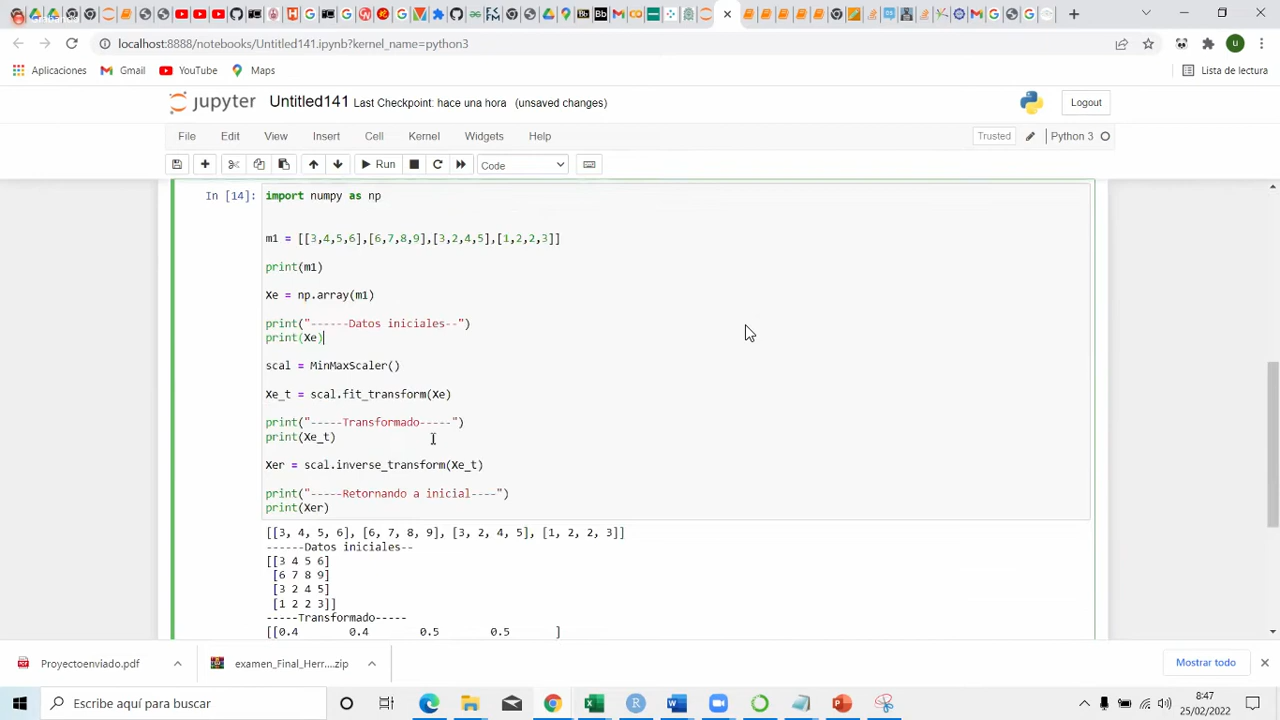 localhost:8888/notebooks/Untitled141.ipynb?kernel_name=python3
Aplicaciones
Gmail
YouTube
Maps
Lista de lectura
jupyter Untitled141 Last Checkpoint: hace una hora (unsaved changes)
Logout
File Edit View Insert Cell Kernel Widgets Help
Trusted
Python 3
Run
Code
In [14]:
import numpy as np
m1 = [[3,4,5,6],[6,7,8,9],[3,2,4,5],[1,2,2,3]]
print(m1)
Xe = np.array(m1)
print("------Datos iniciales--")
print(Xe)
scal = MinMaxScaler()
Xe_t = scal.fit_transform(Xe)
print("-----Transformado-----")
print(Xe_t)
Xer = scal.inverse_transform(Xe_t)
print("-----Retornando a inicial----")
print(Xer)
[[3, 4, 5, 6], [6, 7, 8, 9], [3, 2, 4, 5], [1, 2, 2, 3]]
------Datos iniciales--
[[3 4 5 6]
[6 7 8 9]
[3 2 4 5]
[1 2 2 3]]
-----Transformado-----
[[0.4 0.4 0.5 0.5 ]
Proyectoenviado.pdf
examen_Final_Herr....zip
Mostrar todo
Escribe aquí para buscar
8:47
25/02/2022